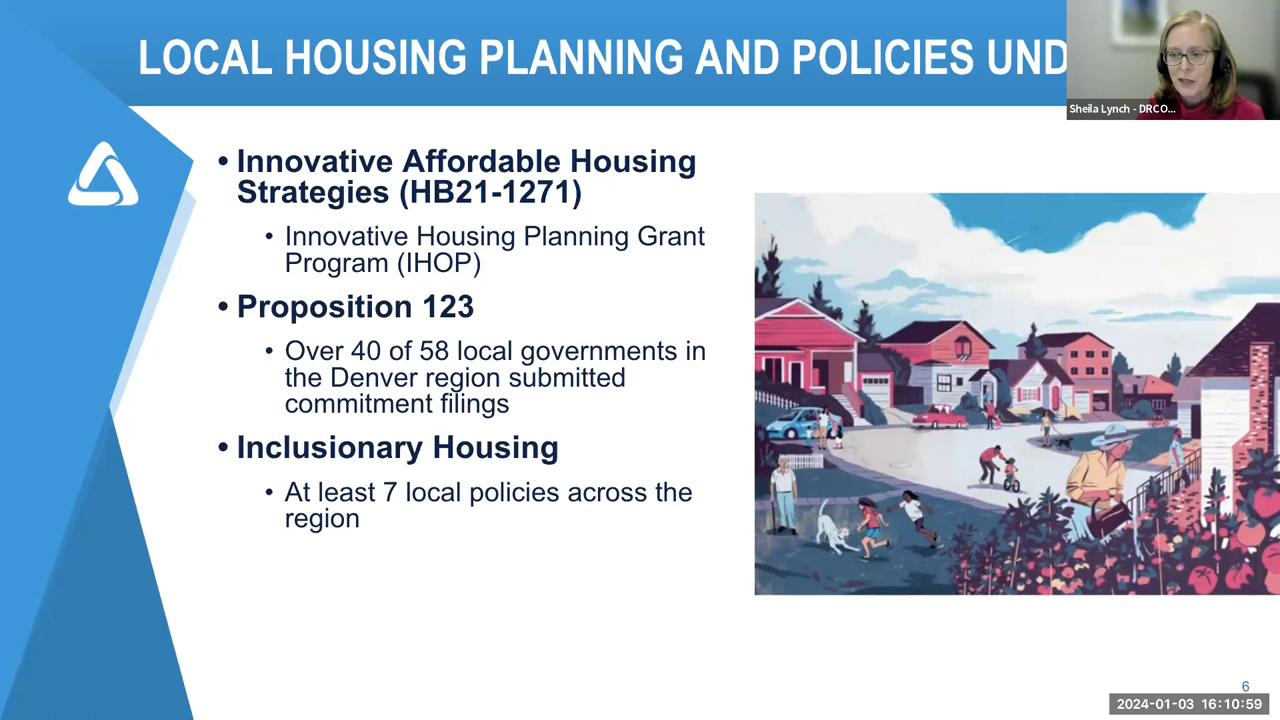 LOCAL HOUSING PLANNING AND POLICIES UND
Sheila Lynch - DRCO...
• Innovative Affordable Housing
Strategies (HB21-1271)
• Innovative Housing Planning Grant
Program (IHOP)
• Proposition 123
• Over 40 of 58 local governments in
the Denver region submitted
commitment filings
• Inclusionary Housing
• At least 7 local policies across the
region
6
2024-01-03 16:10:59